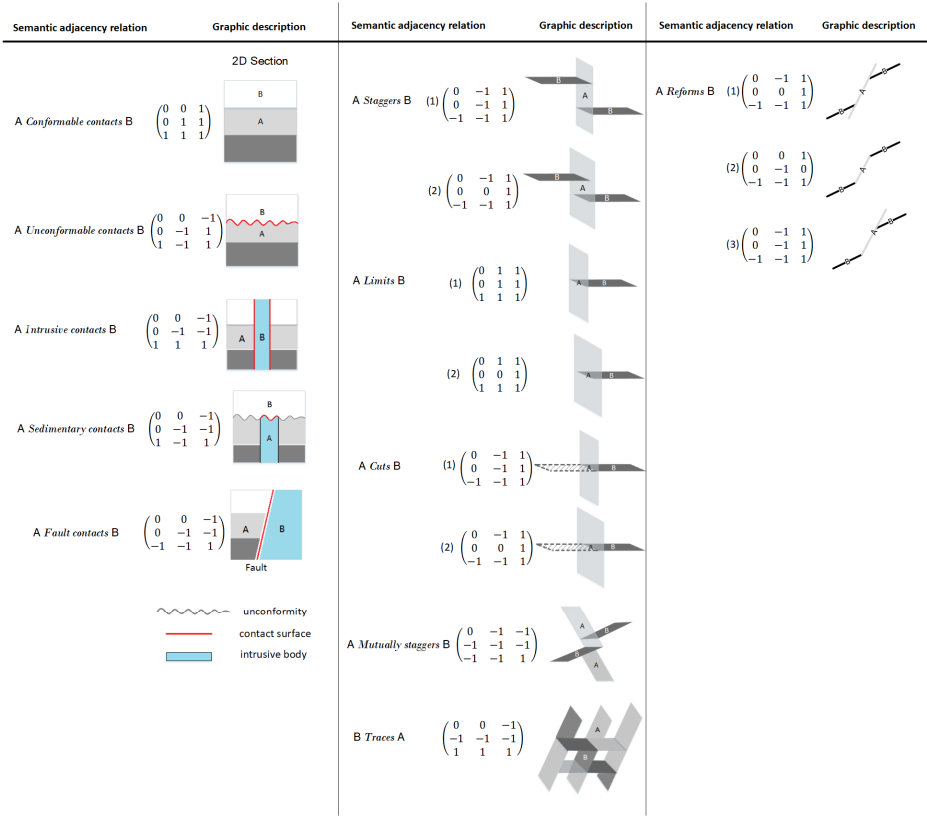 Semantic adjacency relation Graphic description
2D Section
A Conformable contacts B
0 0 1
0 1 1
1 1 1
B
A
A Unconformable contacts B
0 0 −1
0 −1 1
1 −1 1
B
A
A Intrusive contacts B
0 0 −1
0 −1 −1
1 1 1
A B
A Sedimentary contacts B
0 0 −1
0 −1 −1
1 −1 1
B
A
A Fault contacts B
0 0 −1
0 −1 −1
−1 −1 1
A B
Fault
unconformity
contact surface
intrusive body
Semantic adjacency relation Graphic description
A Staggers B (1)
0 −1 1
0 −1 1
−1 −1 1
B
A
B
(2)
0 −1 1
0 0 1
−1 −1 1
B
A
B
A Limits B (1)
0 1 1
0 1 1
1 1 1
A B
(2)
0 1 1
0 0 1
1 1 1
A B
A Cuts B (1)
0 −1 1
0 −1 1
−1 −1 1
A B
(2)
0 −1 1
0 0 1
−1 −1 1
A B
A Mutually staggers B
0 −1 −1
−1 −1 −1
−1 −1 1
A
B
B
A
B Traces A
0 0 −1
−1 −1 −1
1 1 1
A
B
Semantic adjacency relation Graphic description
A Reforms B (1)
0 −1 1
0 0 1
−1 −1 1
B
A
B
(2)
0 0 1
0 −1 0
−1 −1 1
B
A
B
(3)
0 −1 1
0 −1 1
−1 −1 1
B
A
B